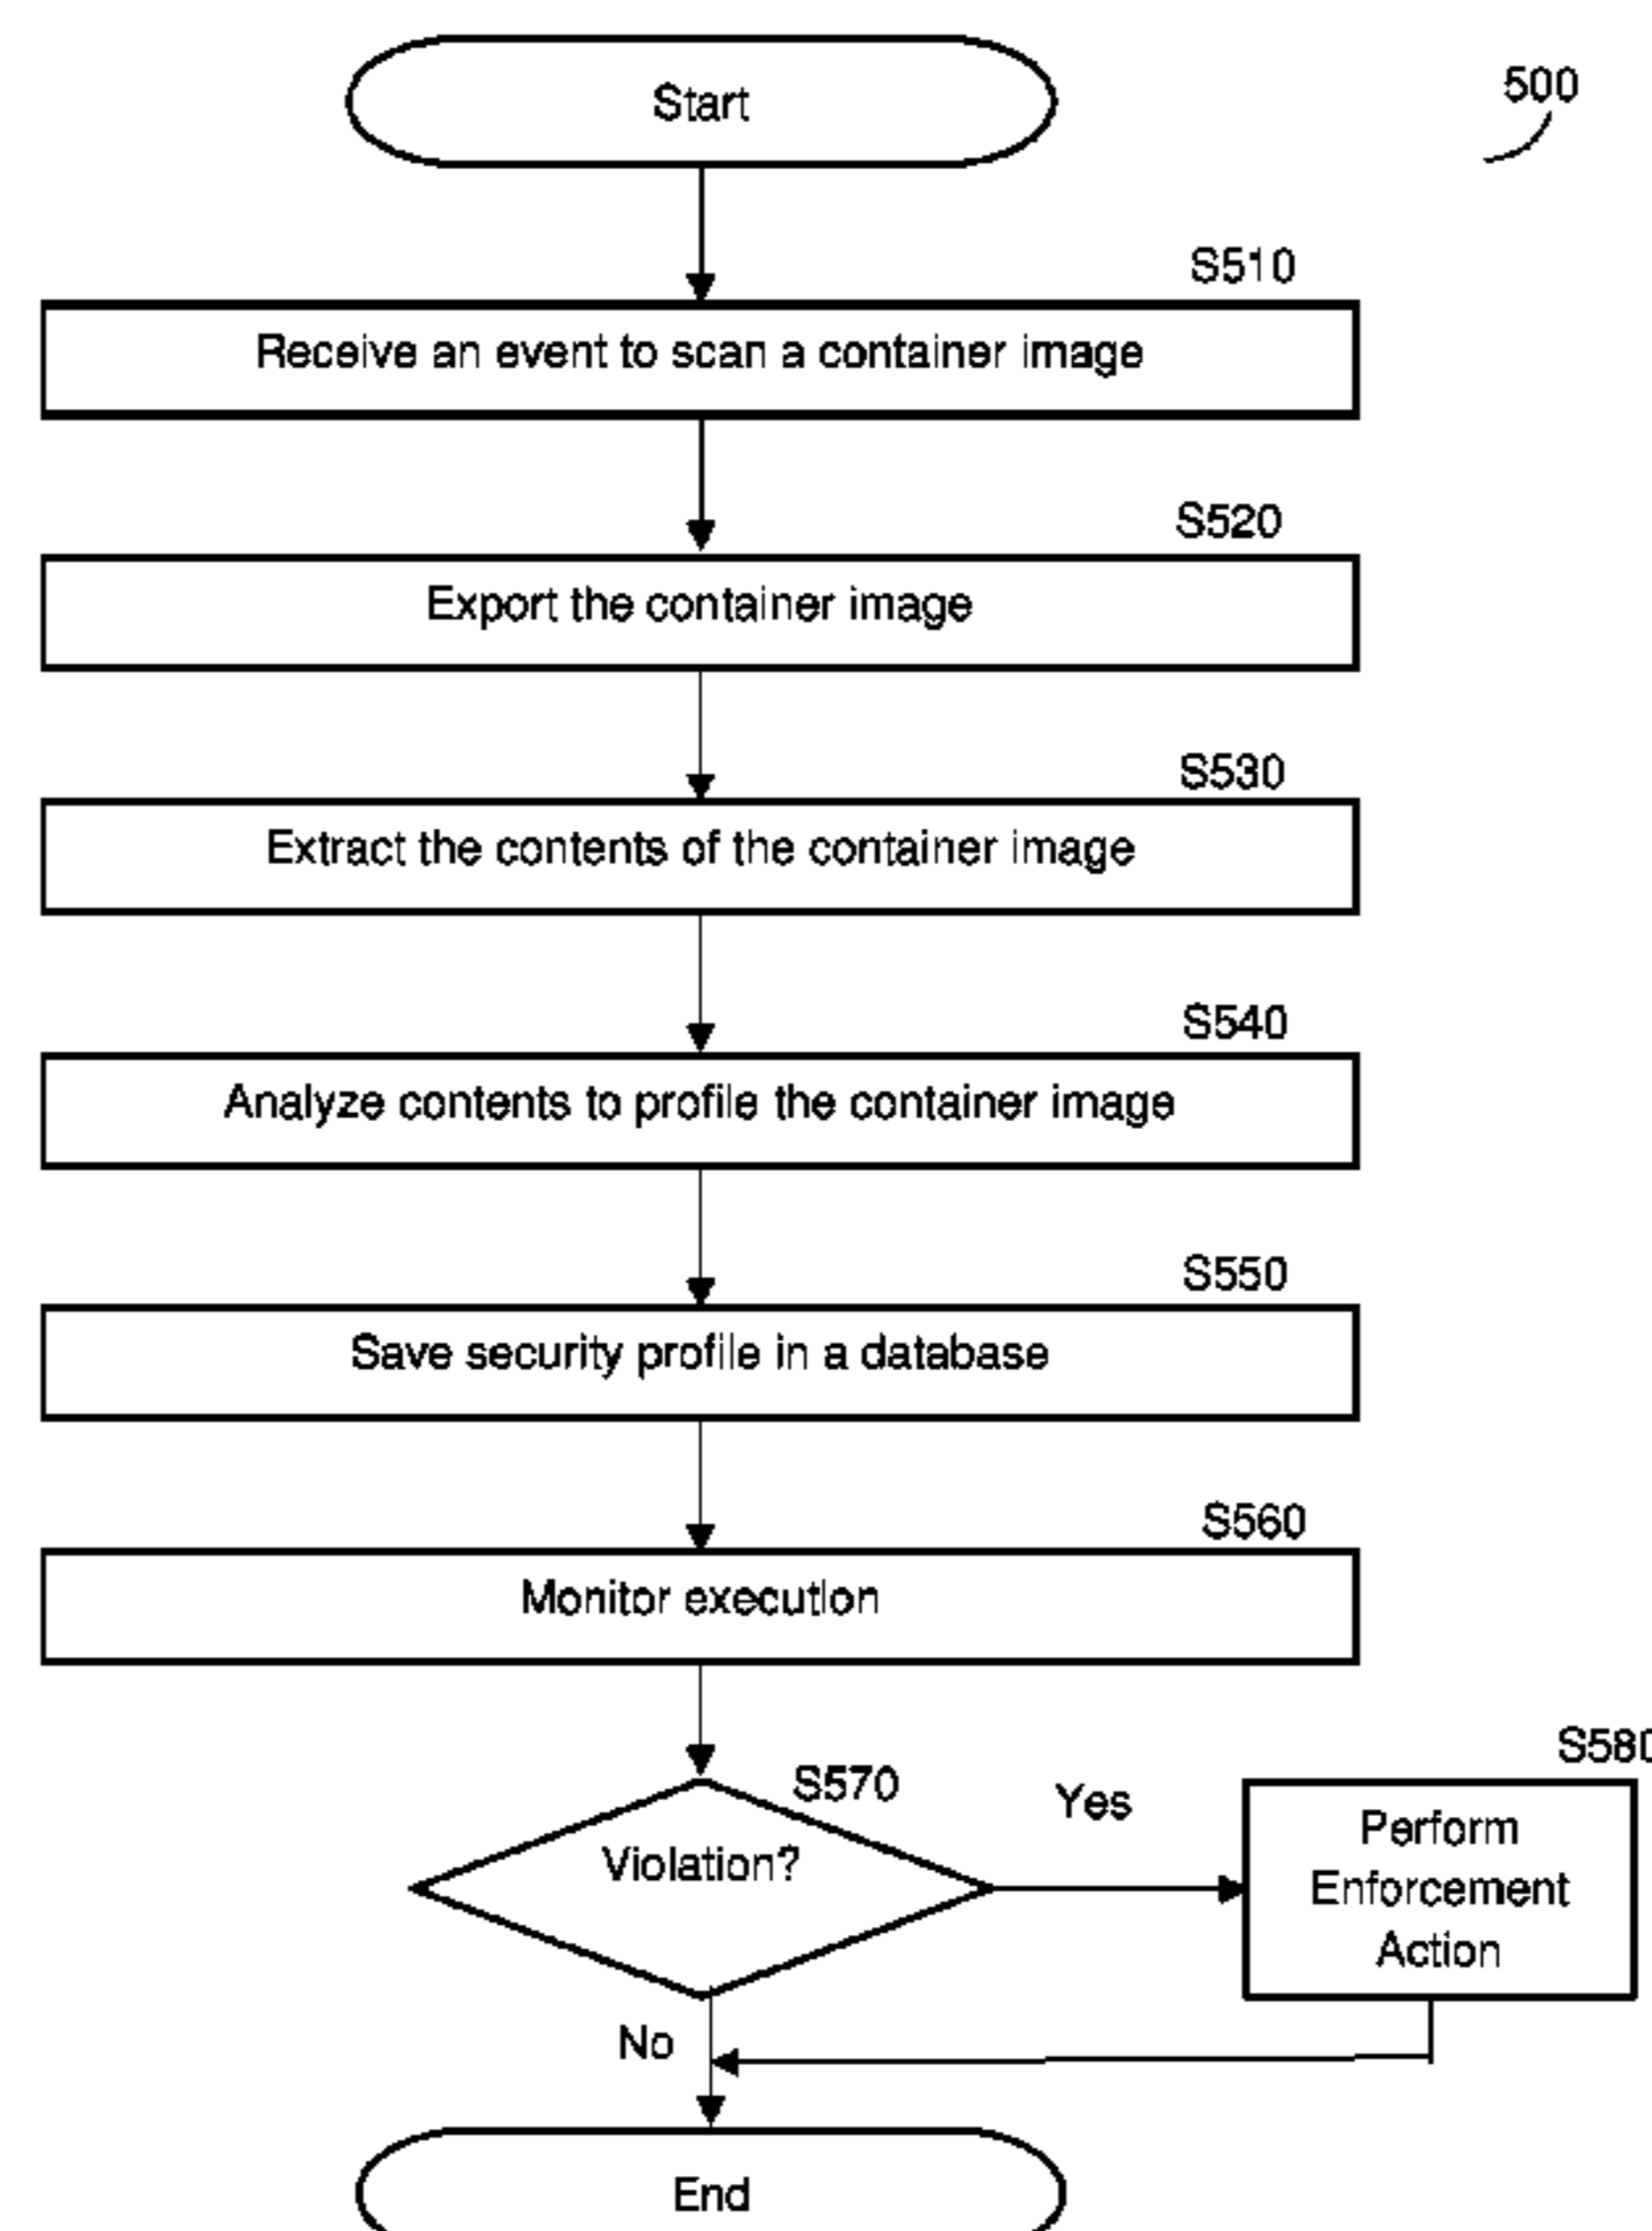 Start
500
S510
Receive an event to scan a container image
S520
Export the container image
S530
Extract the contents of the container image
S540
Analyze contents to profile the container image
S550
Save security profile in a database
S560
Monitor execution
S570
Violation?
Yes
S580
Perform
Enforcement
Action
No
End